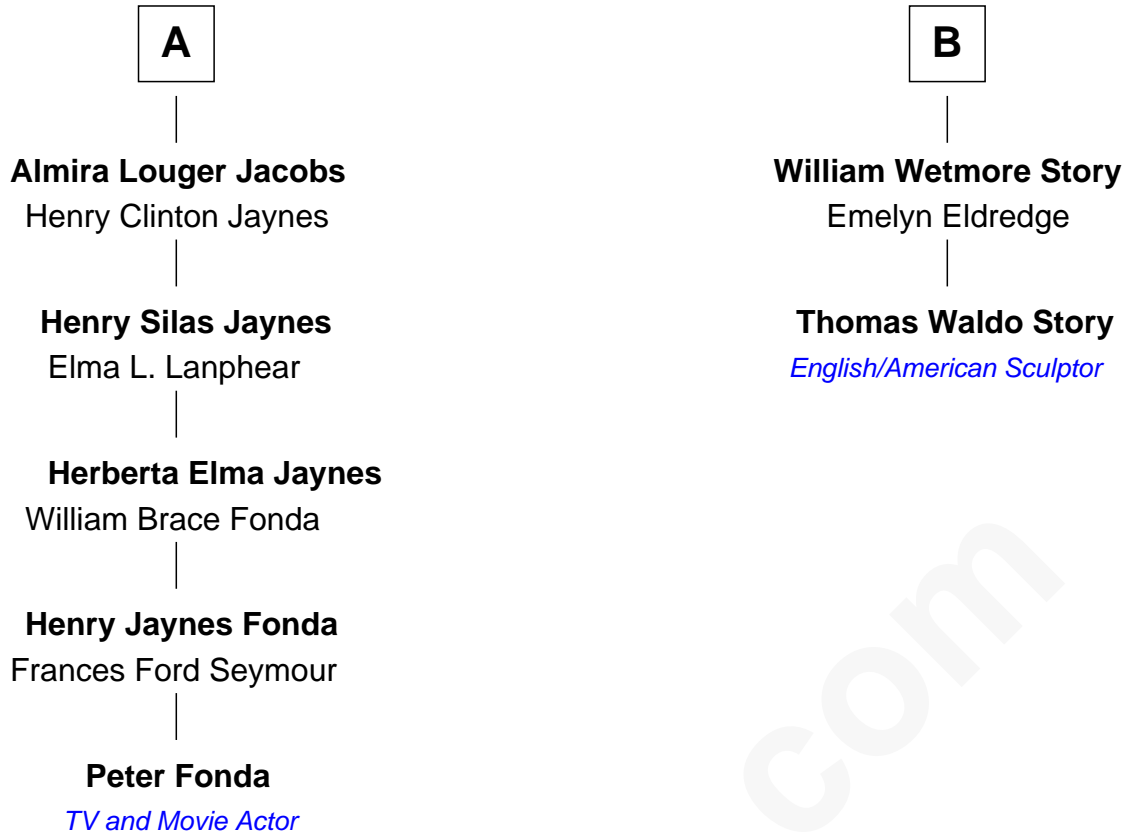 A
Almira Louger Jacobs
Henry Clinton Jaynes
Henry Silas Jaynes
Elma L. Lanphear
Herberta Elma Jaynes
William Brace Fonda
Henry Jaynes Fonda
Frances Ford Seymour
Peter Fonda
TV and Movie Actor
B
William Wetmore Story
Emelyn Eldredge
Thomas Waldo Story
English/American Sculptor
com